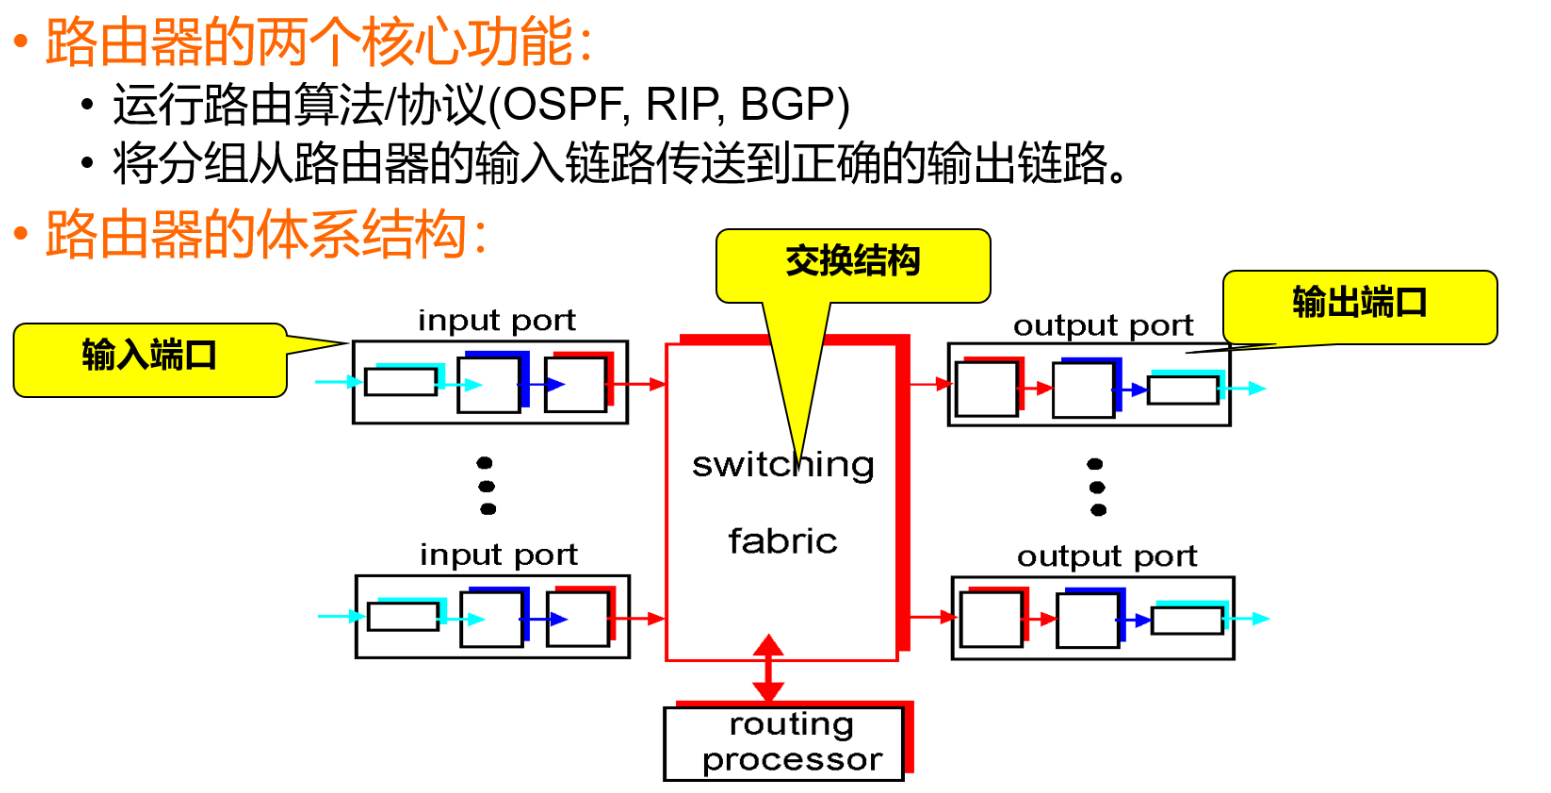 • 路由器的两个核心功能：
• 运行路由算法/协议(OSPF, RIP, BGP)
• 将分组从路由器的输入链路传送到正确的输出链路。
• 路由器的体系结构：
交换结构
输出端口
输入端口
input port
output port
switching
fabric
input port
output port
routing
processor